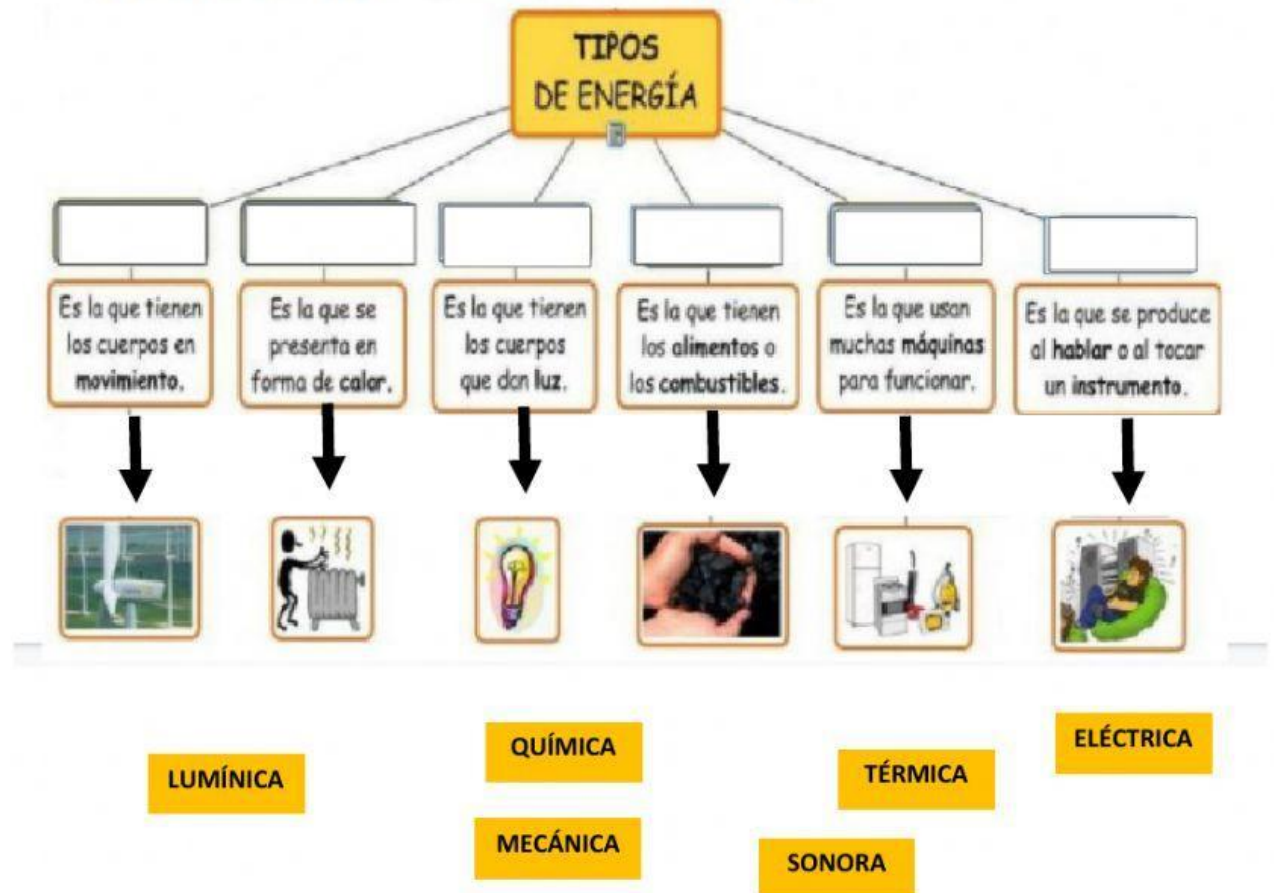 TIPOS
DE ENERGÍA
Es la que tienen
los cuerpos en
movimiento.
Es la que se
presenta en
forma de calor.
Es la que tienen
los cuerpos
que dan luz.
Es la que tienen
los alimentos o
los combustibles.
Es la que usan
muchas máquinas
para funcionar.
Es la que se produce
al hablar o al tocar
un instrumento.
LUMÍNICA
QUÍMICA
TÉRMICA
ELÉCTRICA
MECÁNICA
SONORA